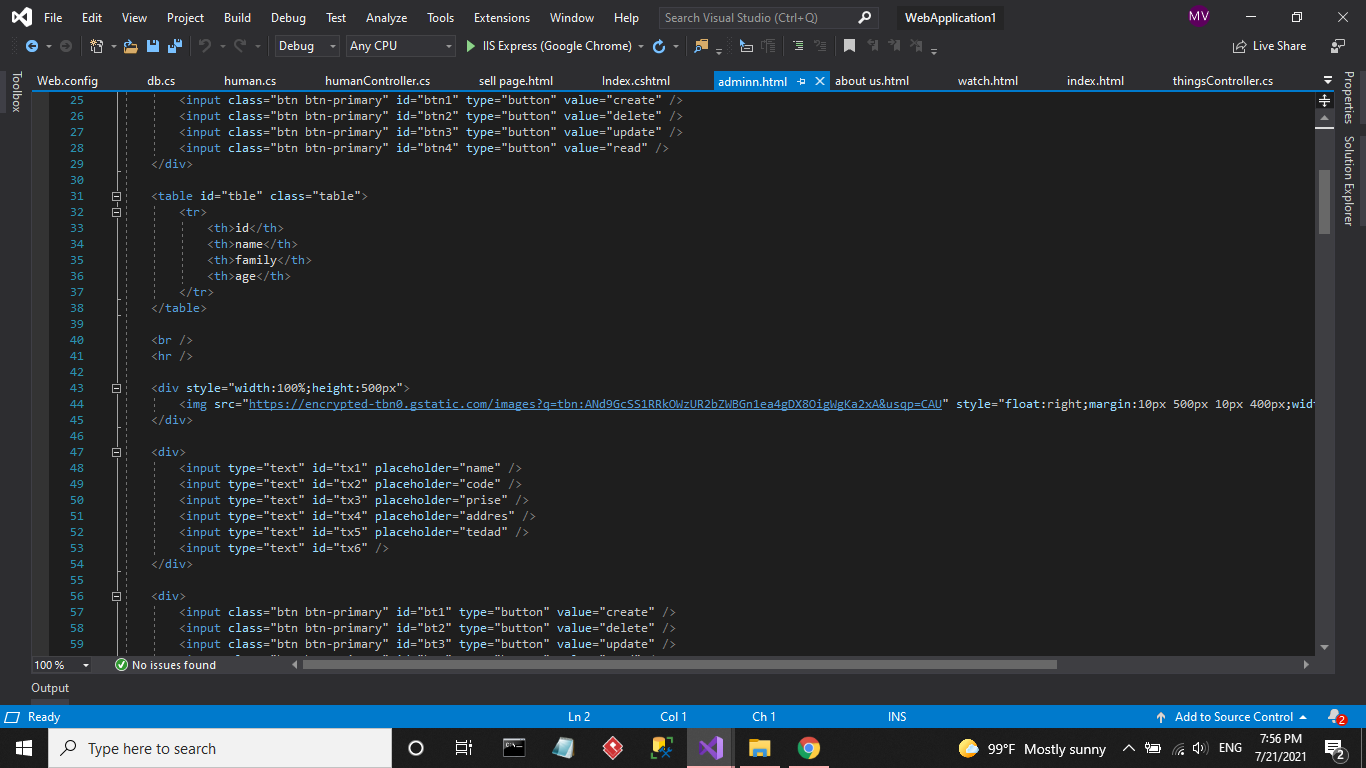 File Edit View Project Build Debug Test Analyze Tools Extensions Window Help Search Visual Studio (Ctrl+Q) WebApplication1 MV
Debug Any CPU IIS Express (Google Chrome) Live Share
Web.config db.cs human.cs humanController.cs sell page.html Index.cshtml adminn.html about us.html watch.html index.html thingsController.cs
Toolbox
Properties
Solution Explorer
25 <input class="btn btn-primary" id="btn1" type="button" value="create" />
26 <input class="btn btn-primary" id="btn2" type="button" value="delete" />
27 <input class="btn btn-primary" id="btn3" type="button" value="update" />
28 <input class="btn btn-primary" id="btn4" type="button" value="read" />
29 </div>
30
31 <table id="tble" class="table">
32 <tr>
33 <th>id</th>
34 <th>name</th>
35 <th>family</th>
36 <th>age</th>
37 </tr>
38 </table>
39
40 <br />
41 <hr />
42
43 <div style="width:100%;height:500px">
44 <img src="https://encrypted-tbn0.gstatic.com/images?q=tbn:ANd9GcSS1RRkOWzUR2bZWBGn1ea4gDX8OigWgKa2xA&usqp=CAU" style="float:right;margin:10px 500px 10px 400px;wid
45 </div>
46
47 <div>
48 <input type="text" id="tx1" placeholder="name" />
49 <input type="text" id="tx2" placeholder="code" />
50 <input type="text" id="tx3" placeholder="prise" />
51 <input type="text" id="tx4" placeholder="addres" />
52 <input type="text" id="tx5" placeholder="tedad" />
53 <input type="text" id="tx6" />
54 </div>
55
56 <div>
57 <input class="btn btn-primary" id="bt1" type="button" value="create" />
58 <input class="btn btn-primary" id="bt2" type="button" value="delete" />
59 <input class="btn btn-primary" id="bt3" type="button" value="update" />
100 % No issues found
Output
Ready Ln 2 Col 1 Ch 1 INS Add to Source Control 2
Type here to search 99°F Mostly sunny ENG 7:56 PM
7/21/2021 2